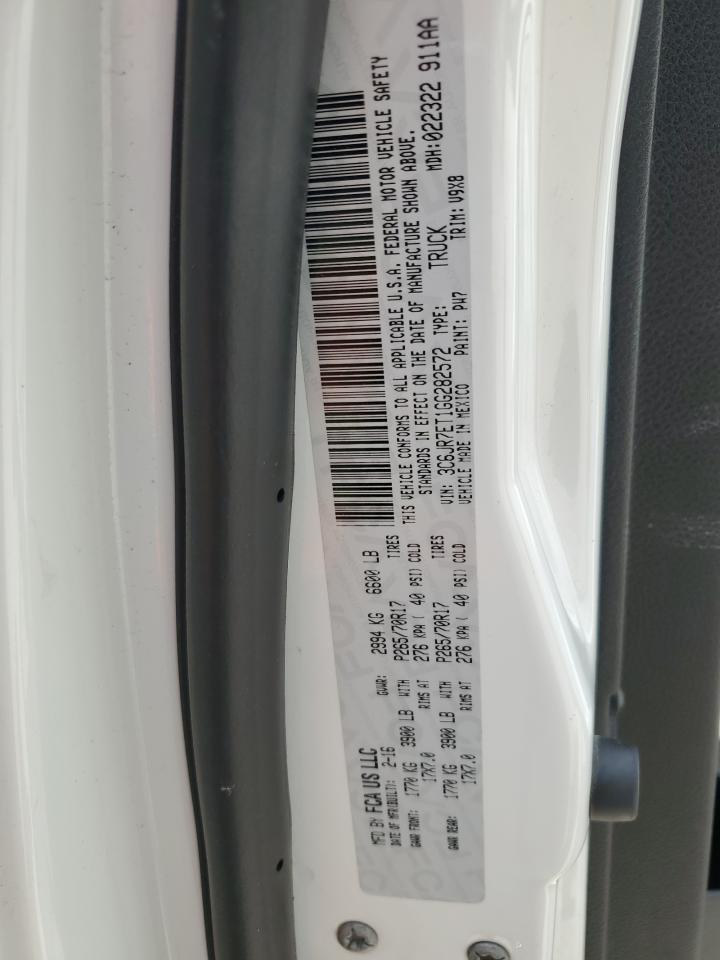 MFD BY FCA US LLC
DATE OF MFR(BUILT): 2-16 GVWR: 2994 KG 6600 LB
GAWR FRONT: 1770 KG 3900 LB WITH P265/70R17 TIRES THIS VEHICLE CONFORMS TO ALL APPLICABLE U.S.A. FEDERAL MOTOR VEHICLE SAFETY
17X7.0 RIMS AT 276 KPA( 40 PSI) COLD STANDARDS IN EFFECT ON THE DATE OF MANUFACTURE SHOWN ABOVE.
GAWR REAR: 1770 KG 3900 LB WITH P265/70R17 TIRES VIN: 3C6JR7ET1GG282572 TYPE: TRUCK MDH:022322 911AA
17X7.0 RIMS AT 276 KPA( 40 PSI) COLD VEHICLE MADE IN MEXICO PAINT: PW7 TRIM: V9X8